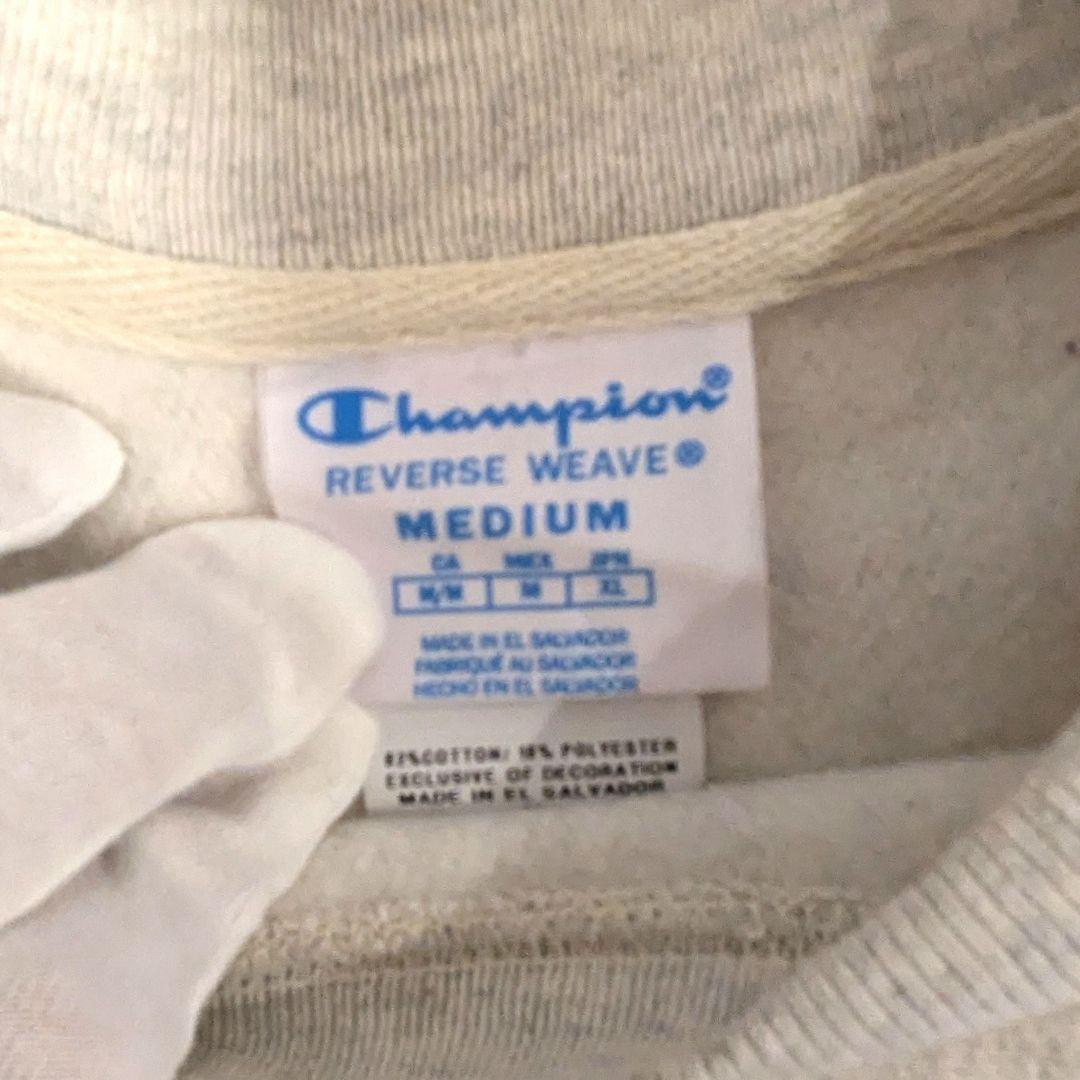 Champion®
REVERSE WEAVE®
MEDIUM
CA MEX JPN
M/M M XL
MADE IN EL SALVADOR
FABRIQUÉ AU SALVADOR
HECHO EN EL SALVADOR
82%COTTON/ 18% POLYESTER
EXCLUSIVE OF DECORATION
MADE IN EL SALVADOR